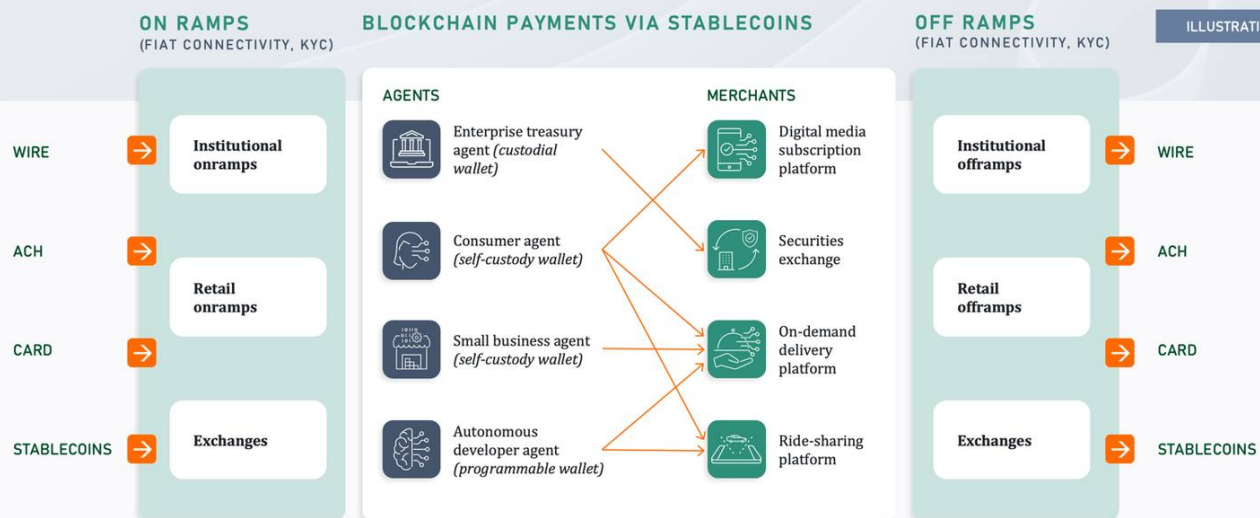 ON RAMPS
(FIAT CONNECTIVITY, KYC)
BLOCKCHAIN PAYMENTS VIA STABLECOINS
OFF RAMPS
(FIAT CONNECTIVITY, KYC)
ILLUSTRATI
WIRE
ACH
CARD
STABLECOINS
Institutional
onramps
Retail
onramps
Exchanges
AGENTS
Enterprise treasury
agent (custodial
wallet)
Consumer agent
(self-custody wallet)
Small business agent
(self-custody wallet)
Autonomous
developer agent
(programmable wallet)
MERCHANTS
Digital media
subscription
platform
Securities
exchange
On-demand
delivery
platform
Ride-sharing
platform
Institutional
offramps
Retail
offramps
Exchanges
WIRE
ACH
CARD
STABLECOINS